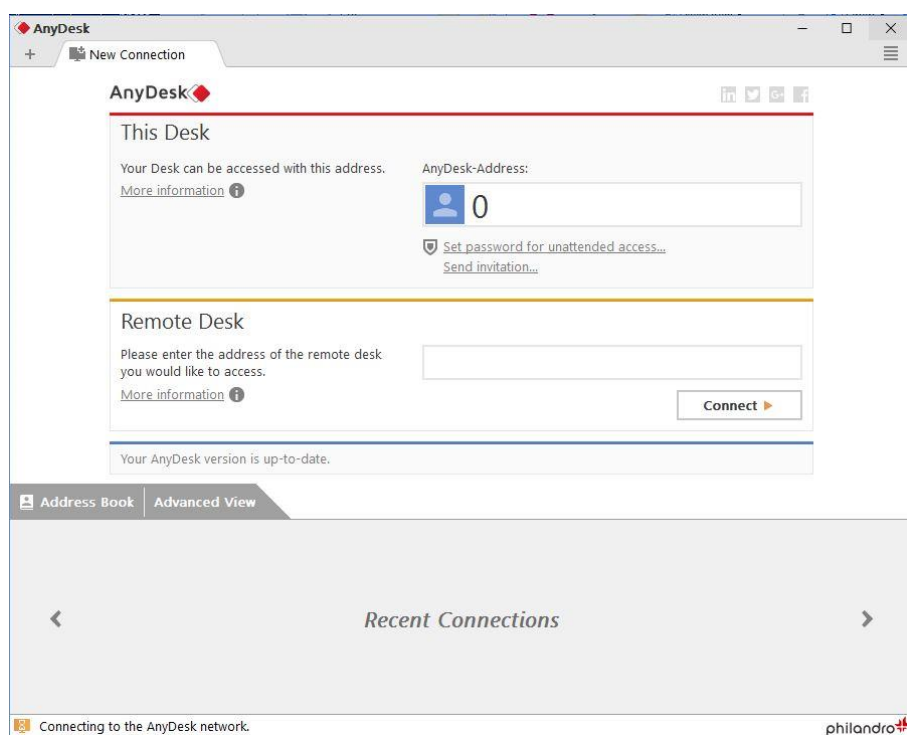 AnyDesk
New Connection
AnyDesk
This Desk
Your Desk can be accessed with this address.
More information
AnyDesk-Address:
0
Set password for unattended access...
Send invitation...
Remote Desk
Please enter the address of the remote desk
you would like to access.
More information
Connect
Your AnyDesk version is up-to-date.
Address Book
Advanced View
Recent Connections
Connecting to the AnyDesk network.
philandro